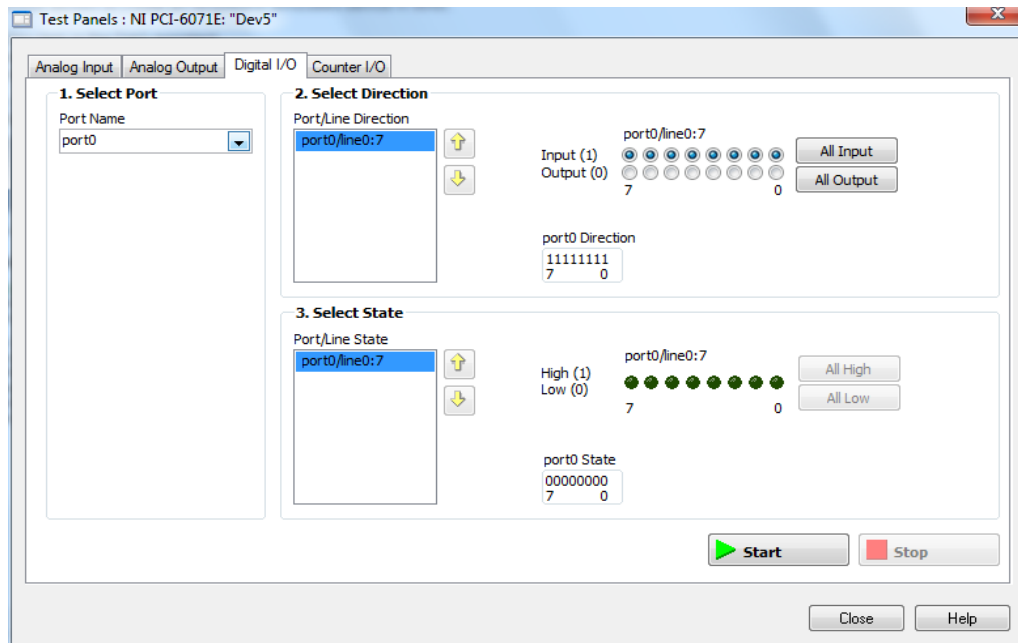 Test Panels : NI PCI-6071E: "Dev5"
Analog Input Analog Output Digital I/O Counter I/O
1. Select Port
Port Name
port0
2. Select Direction
Port/Line Direction
port0/line0:7
port0/line0:7
Input (1)
Output (0)
7 0
All Input
All Output
port0 Direction
11111111
7 0
3. Select State
Port/Line State
port0/line0:7
port0/line0:7
High (1)
Low (0)
7 0
All High
All Low
port0 State
00000000
7 0
Start Stop
Close Help